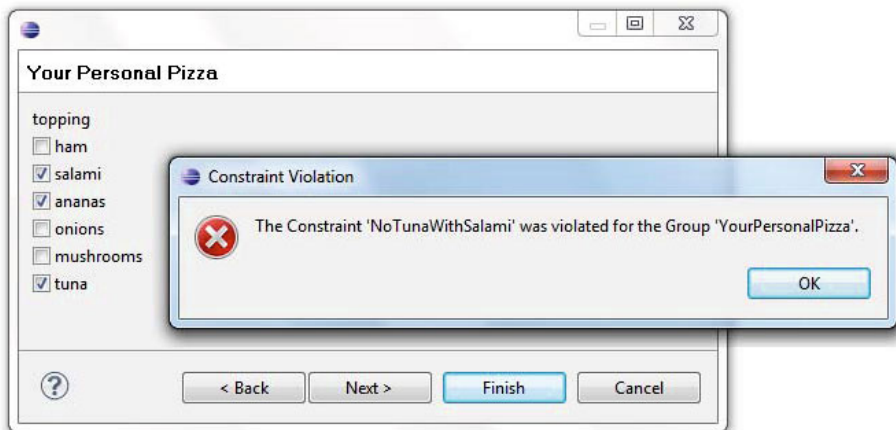 Your Personal Pizza
topping
ham
salami
ananas
onions
mushrooms
tuna
Constraint Violation
The Constraint 'NoTunaWithSalami' was violated for the Group 'YourPersonalPizza'.
OK
?
< Back
Next >
Finish
Cancel